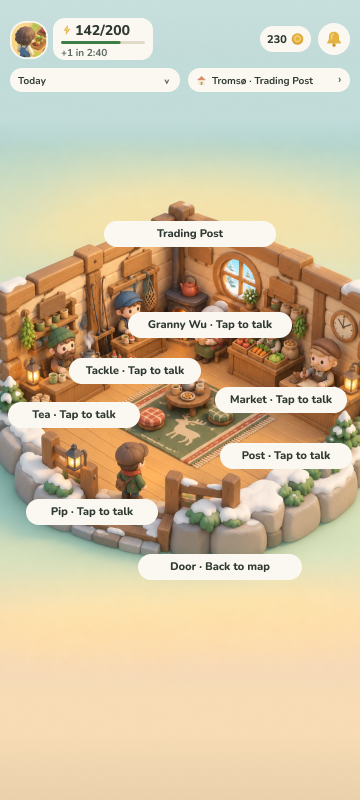 142/200
+1 in 2:40
230
Today
Tromsø · Trading Post
Trading Post
Granny Wu · Tap to talk
Tackle · Tap to talk
Market · Tap to talk
Tea · Tap to talk
Post · Tap to talk
Pip · Tap to talk
Door · Back to map